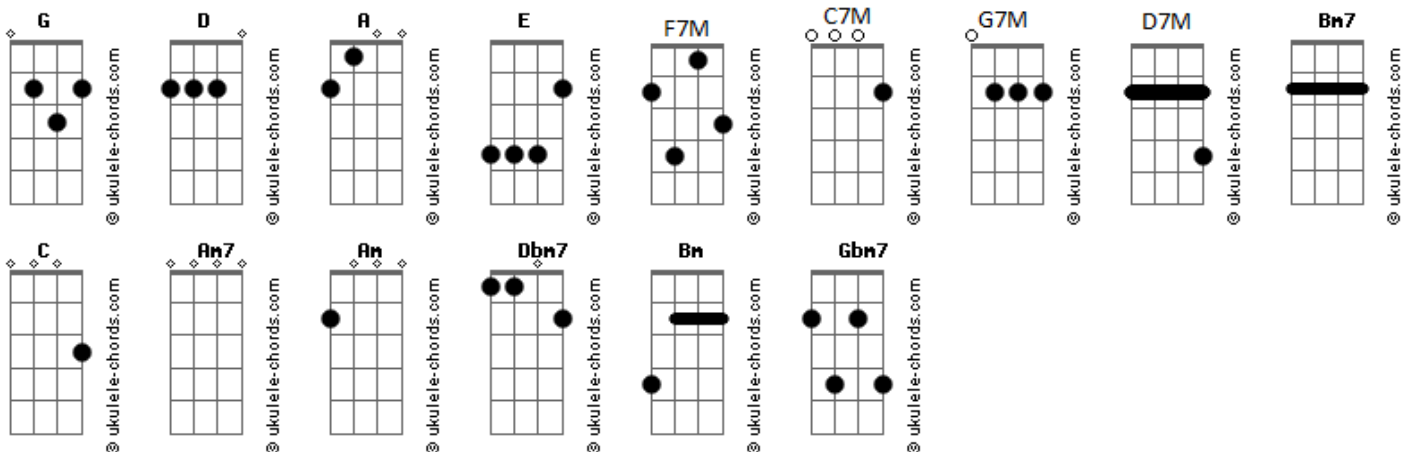 G D A E F7M C7M G7M D7M Bm7
© ukulele-chords.com © ukulele-chords.com © ukulele-chords.com © ukulele-chords.com © ukulele-chords.com © ukulele-chords.com © ukulele-chords.com © ukulele-chords.com © ukulele-chords.com
C Am7 Am Dbm7 Bm Gbm7
© ukulele-chords.com © ukulele-chords.com © ukulele-chords.com © ukulele-chords.com © ukulele-chords.com © ukulele-chords.com